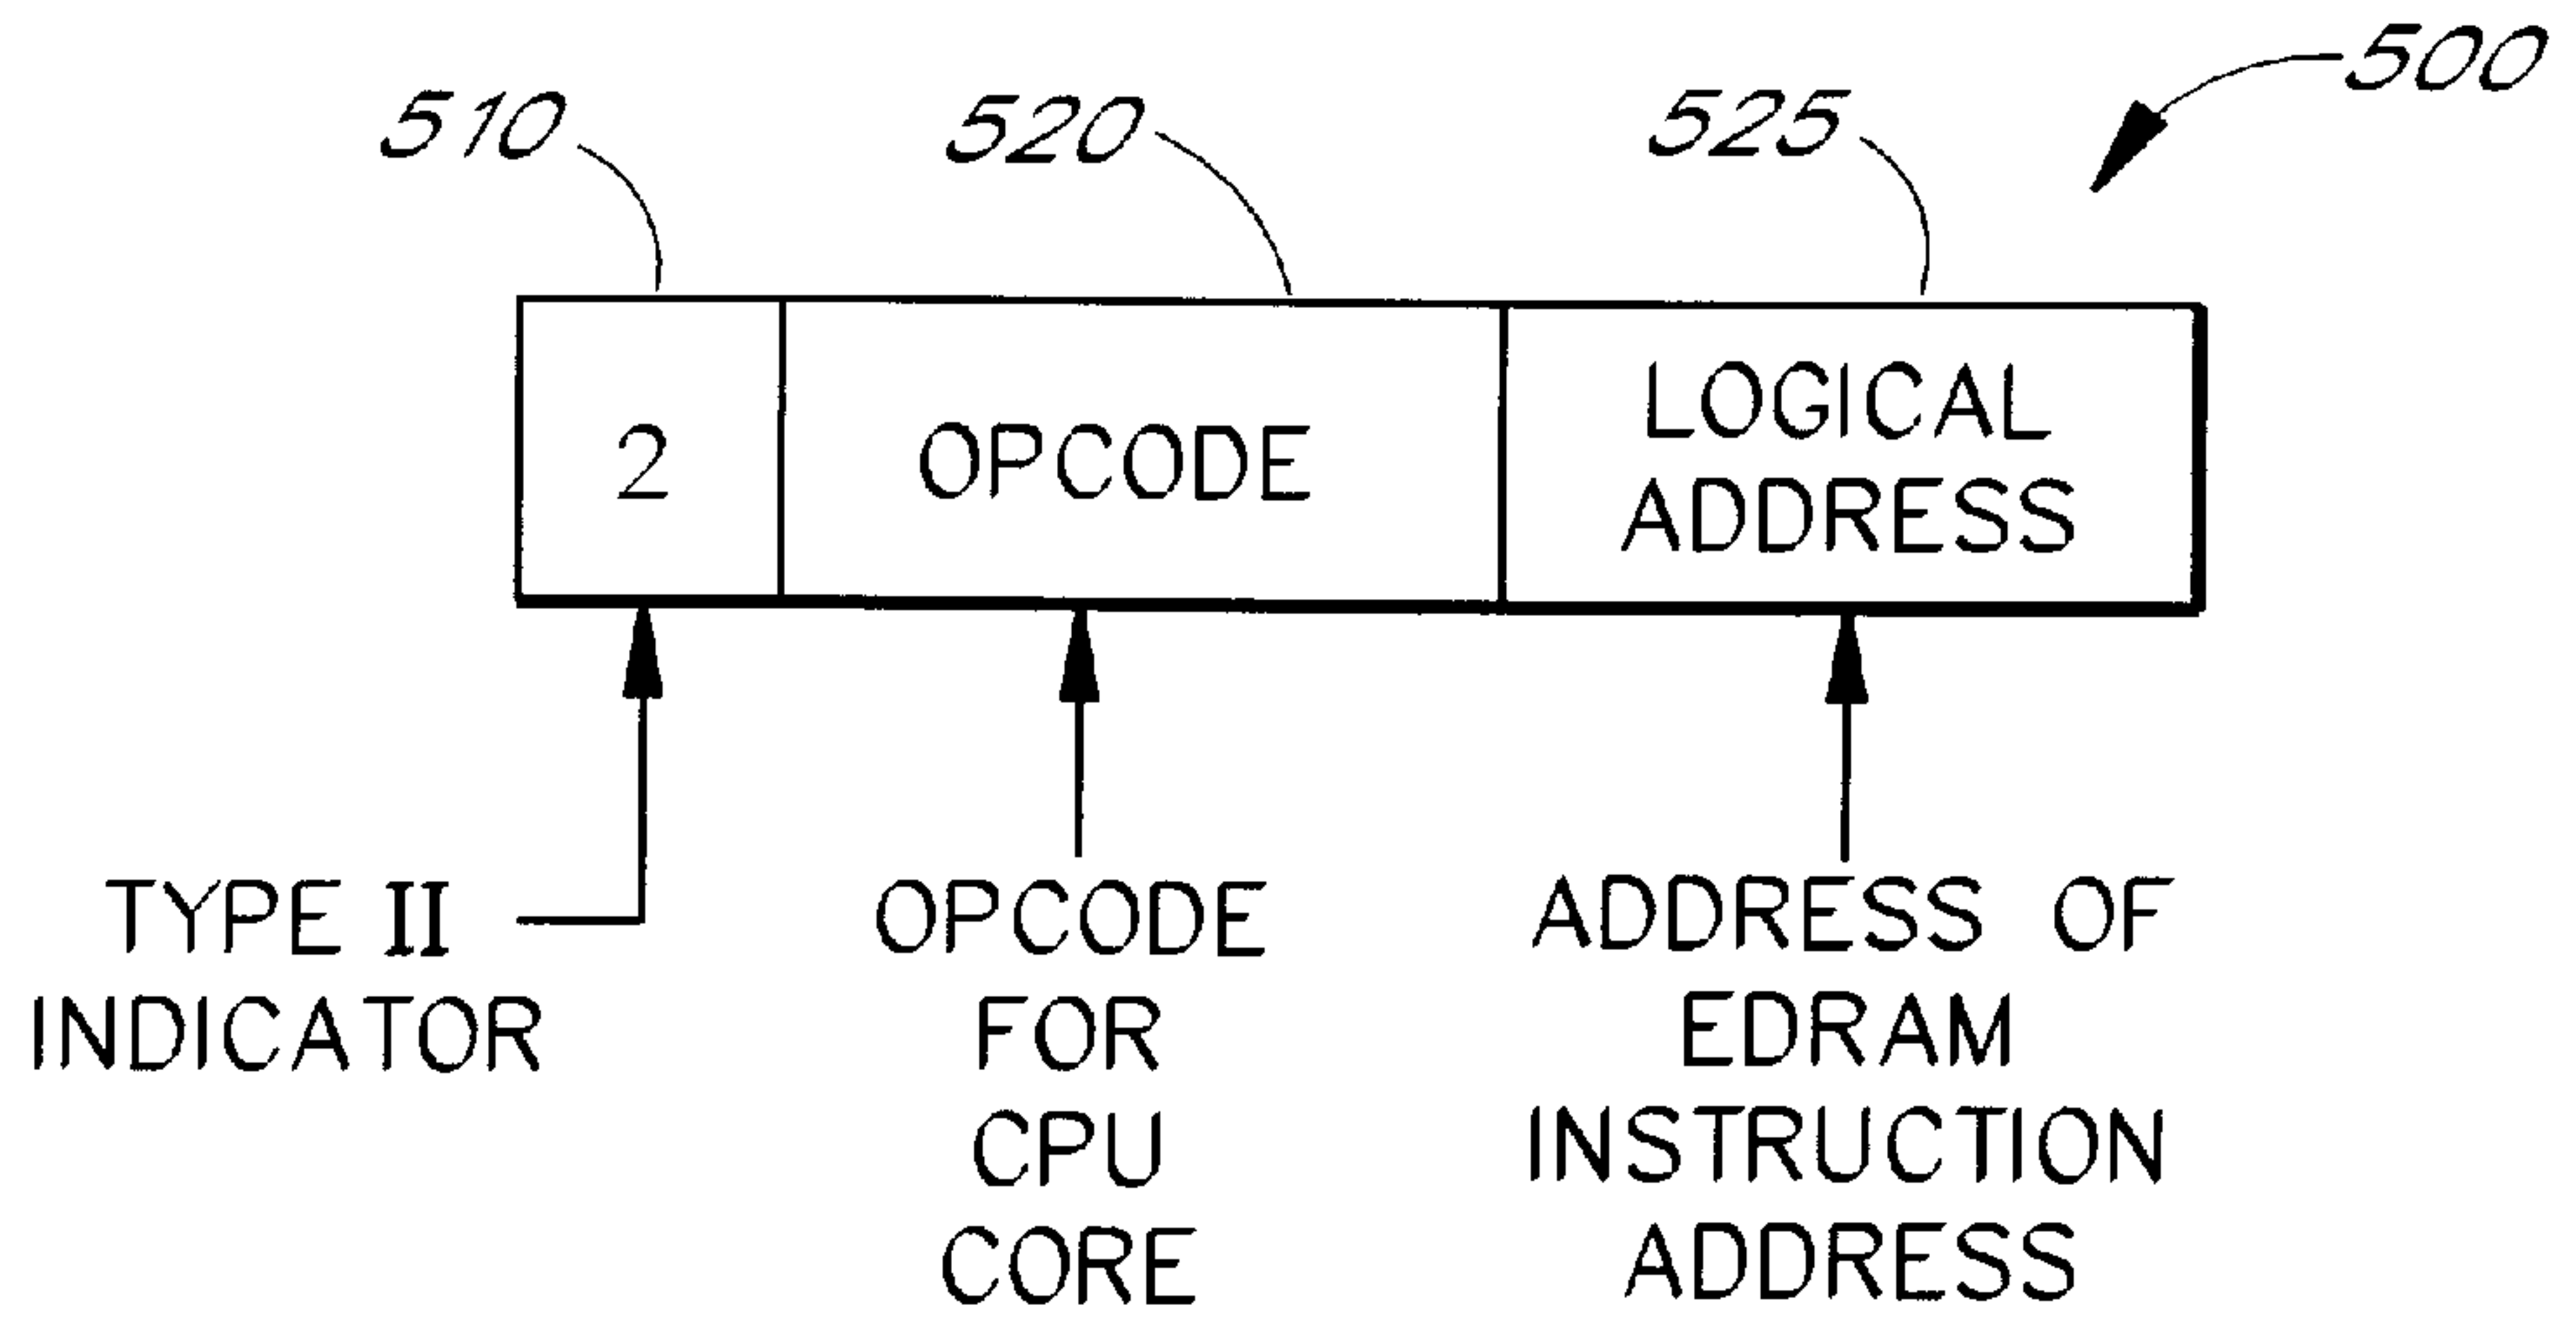 500
510
520
525
2
OPCODE
LOGICAL
ADDRESS
TYPE II
INDICATOR
OPCODE
FOR
CPU
CORE
ADDRESS OF
EDRAM
INSTRUCTION
ADDRESS